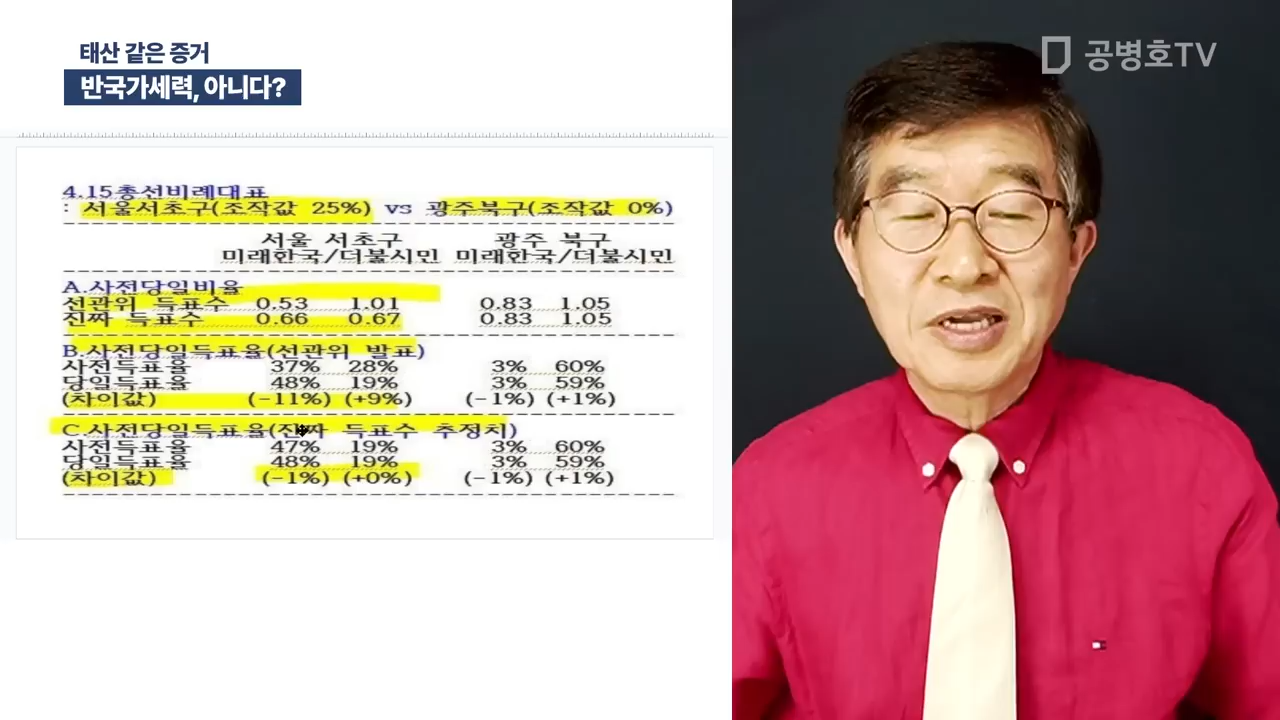 태산 같은 증거
반국가세력, 아니다?
공병호TV
4.15총선비례대표
: 서울서초구(조작값 25%) vs 광주북구(조작값 0%)
서울 서초구 광주 북구
미래한국/더불시민 미래한국/더불시민
A.사전당일비율
선관위 득표수 0.53 1.01 0.83 1.05
진짜 득표수 0.66 0.67 0.83 1.05
B.사전당일득표율(선관위 발표)
사전득표율 37% 28% 3% 60%
당일득표율 48% 19% 3% 59%
(차이값) (-11%) (+9%) (-1%) (+1%)
C.사전당일득표율(진짜 득표수 추정치)
사전득표율 47% 19% 3% 60%
당일득표율 48% 19% 3% 59%
(차이값) (-1%) (+0%) (-1%) (+1%)